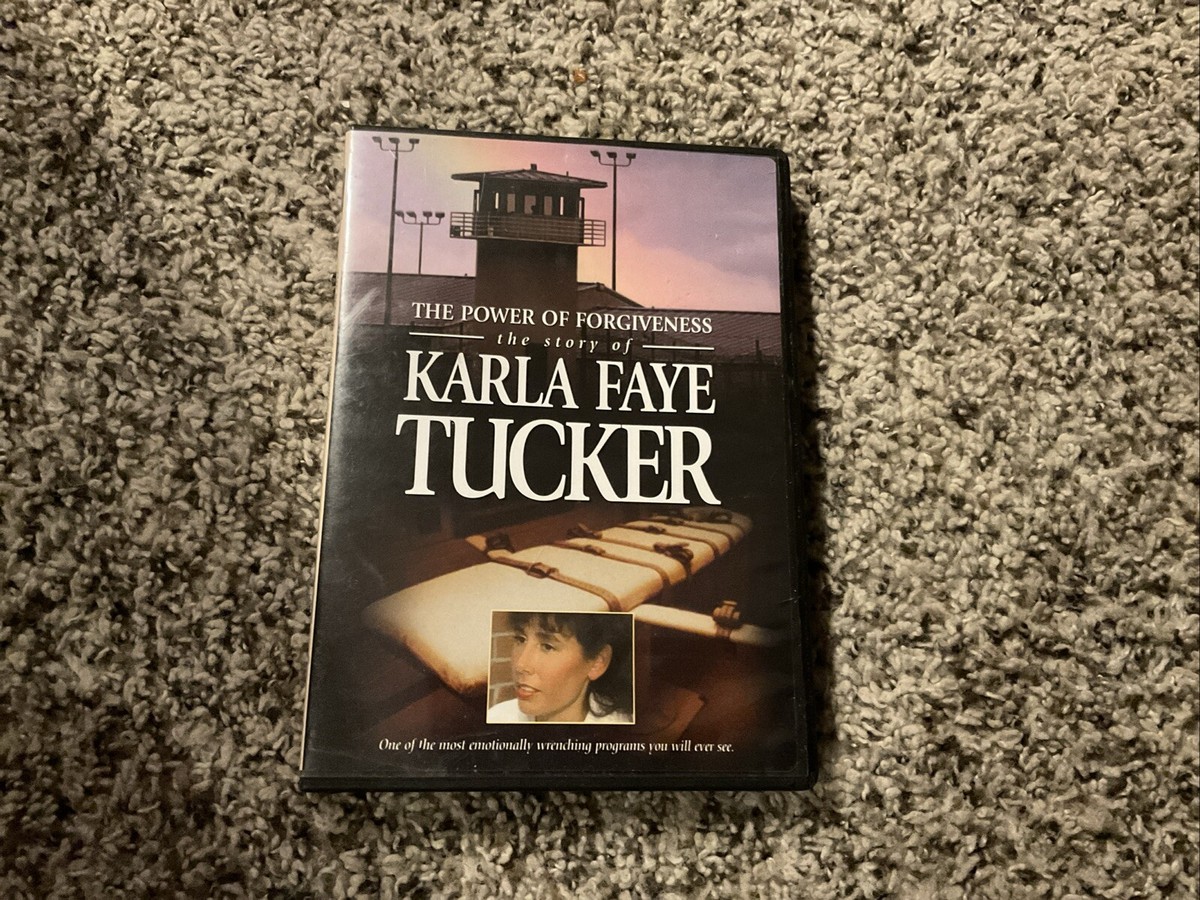 THE POWER OF FORGIVENESS
the story of
KARLA FAYE
TUCKER
One of the most emotionally wrenching programs you will ever see.